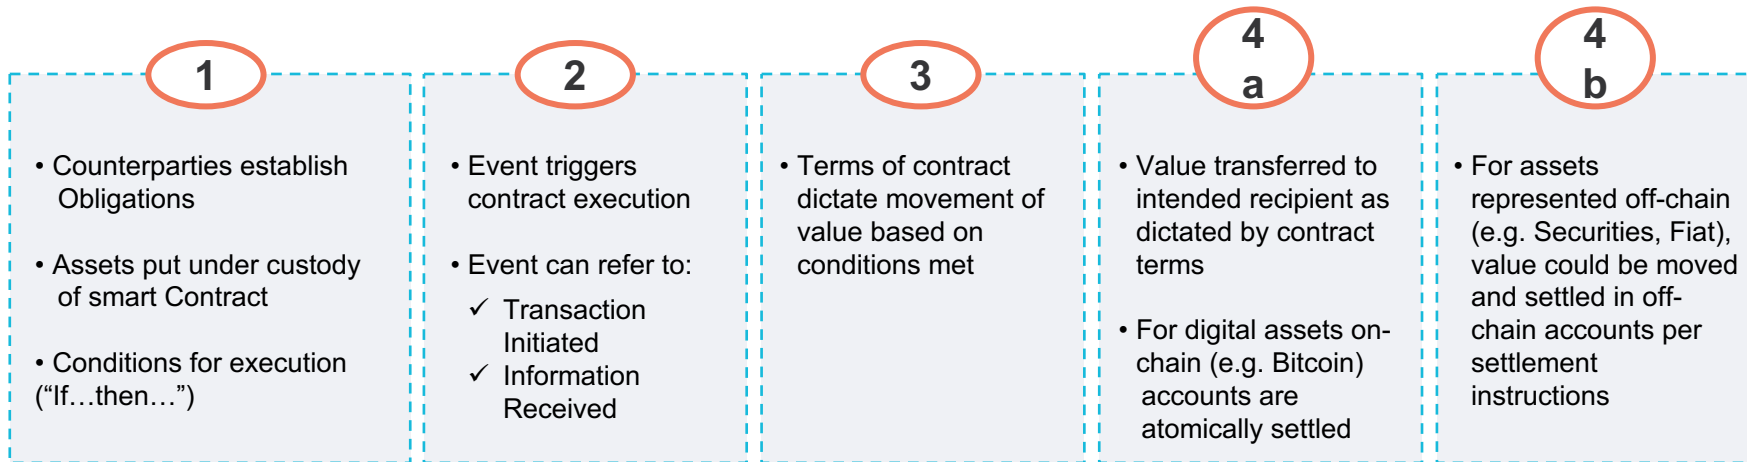 1
• Counterparties establish
Obligations
• Assets put under custody
of smart Contract
• Conditions for execution
(“If…then…”)
2
• Event triggers
contract execution
• Event can refer to:
✓ Transaction
Initiated
✓ Information
Received
3
• Terms of contract
dictate movement of
value based on
conditions met
4
a
• Value transferred to
intended recipient as
dictated by contract
terms
• For digital assets on-
chain (e.g. Bitcoin)
accounts are
atomically settled
4
b
• For assets
represented off-chain
(e.g. Securities, Fiat),
value could be moved
and settled in off-
chain accounts per
settlement
instructions